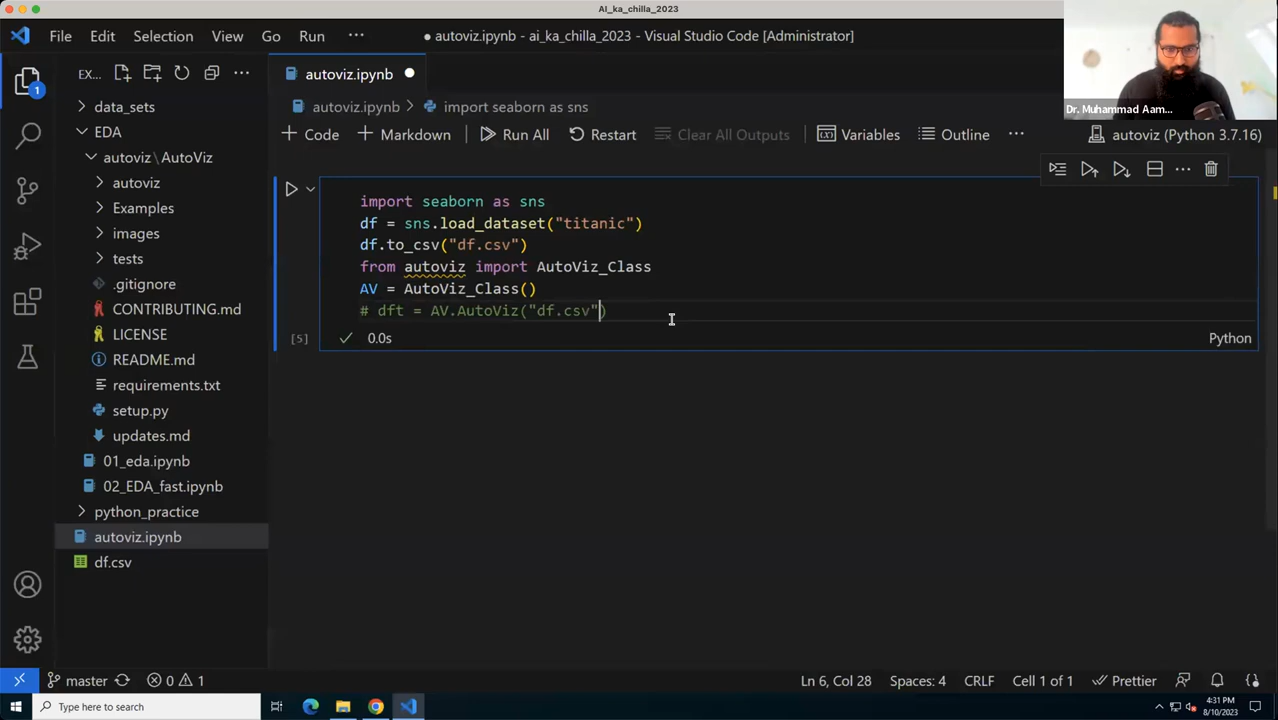 AI_ka_chilla_2023
File Edit Selection View Go Run ···
autoviz.ipynb - ai_ka_chilla_2023 - Visual Studio Code [Administrator]
Dr. Muhammad Aam...
EX... ···
autoviz.ipynb
autoviz.ipynb > import seaborn as sns
+ Code + Markdown Run All Restart Clear All Outputs Variables Outline ··· autoviz (Python 3.7.16)
1
data_sets
EDA
autoviz\AutoViz
autoviz
Examples
images
tests
.gitignore
CONTRIBUTING.md
LICENSE
README.md
requirements.txt
setup.py
updates.md
01_eda.ipynb
02_EDA_fast.ipynb
python_practice
autoviz.ipynb
df.csv
import seaborn as sns
df = sns.load_dataset("titanic")
df.to_csv("df.csv")
from autoviz import AutoViz_Class
AV = AutoViz_Class()
# dft = AV.AutoViz("df.csv")
[5] 0.0s Python
master 0 1 Ln 6, Col 28 Spaces: 4 CRLF Cell 1 of 1 Prettier
Type here to search
4:31 PM
8/10/2023